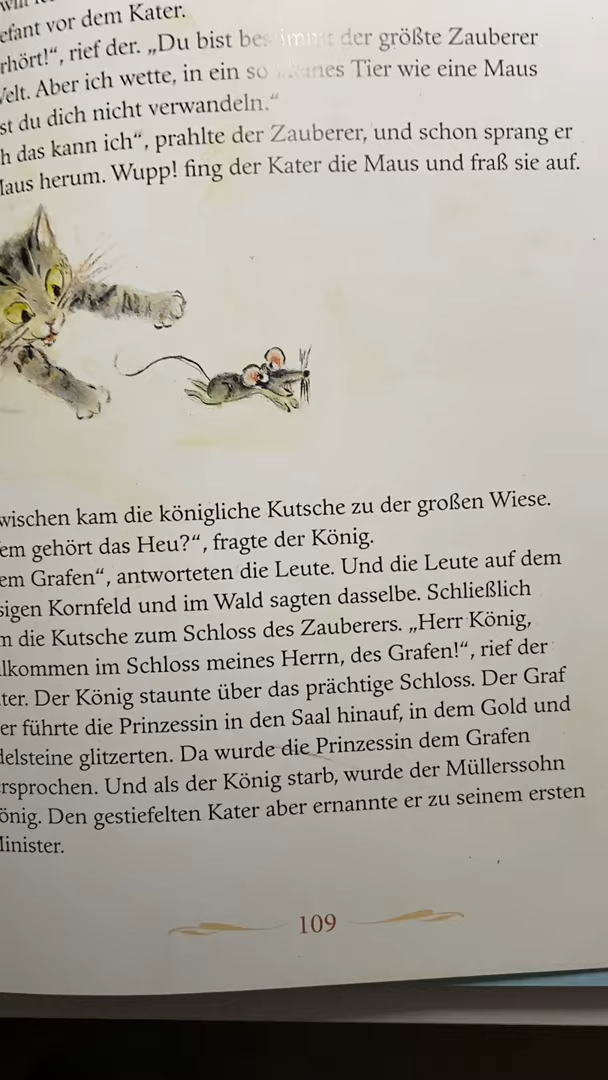 efant vor dem Kater.
rhört!“, rief der. „Du bist bestimmt der größte Zauberer
Welt. Aber ich wette, in ein so kleines Tier wie eine Maus
st du dich nicht verwandeln.“
h das kann ich“, prahlte der Zauberer, und schon sprang er
Maus herum. Wupp! fing der Kater die Maus und fraß sie auf.
wischen kam die königliche Kutsche zu der großen Wiese.
em gehört das Heu?“, fragte der König.
em Grafen“, antworteten die Leute. Und die Leute auf dem
sigen Kornfeld und im Wald sagten dasselbe. Schließlich
m die Kutsche zum Schloss des Zauberers. „Herr König,
lkommen im Schloss meines Herrn, des Grafen!“, rief der
ter. Der König staunte über das prächtige Schloss. Der Graf
er führte die Prinzessin in den Saal hinauf, in dem Gold und
delsteine glitzerten. Da wurde die Prinzessin dem Grafen
rsprochen. Und als der König starb, wurde der Müllerssohn
önig. Den gestiefelten Kater aber ernannte er zu seinem ersten
Minister.
109